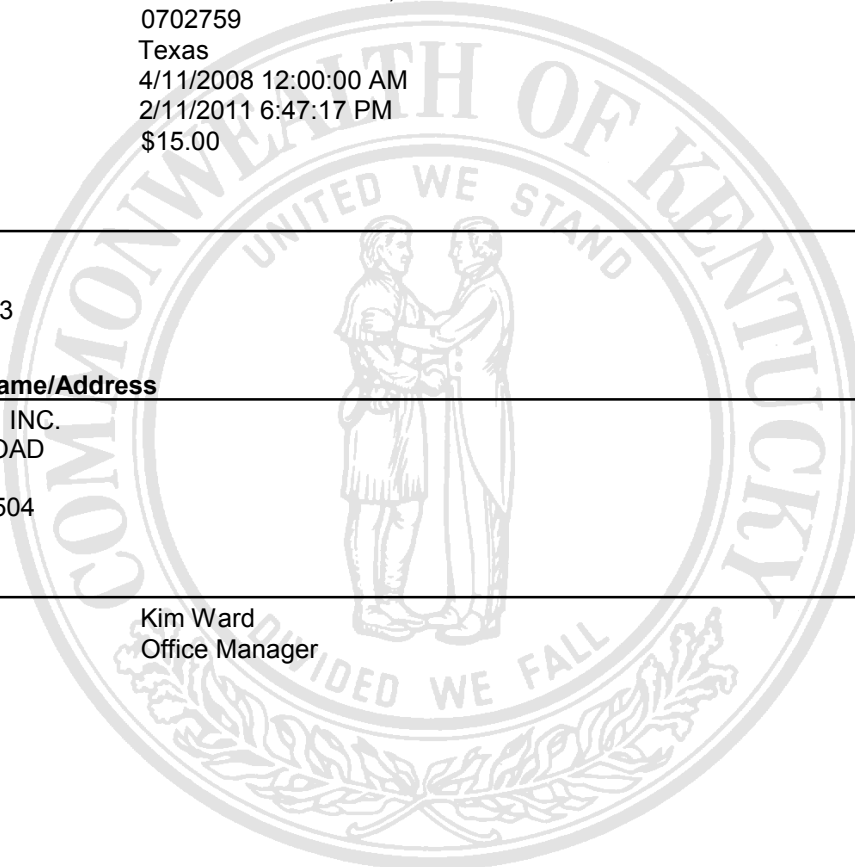 0702759
Texas
4/11/2008 12:00:00 AM
2/11/2011 6:47:17 PM
$15.00
COMMONWEALTH OF KENTUCKY
UNITED WE STAND
3
ame/Address
INC.
OAD
504
Kim Ward
Office Manager
DIVIDED WE FALL